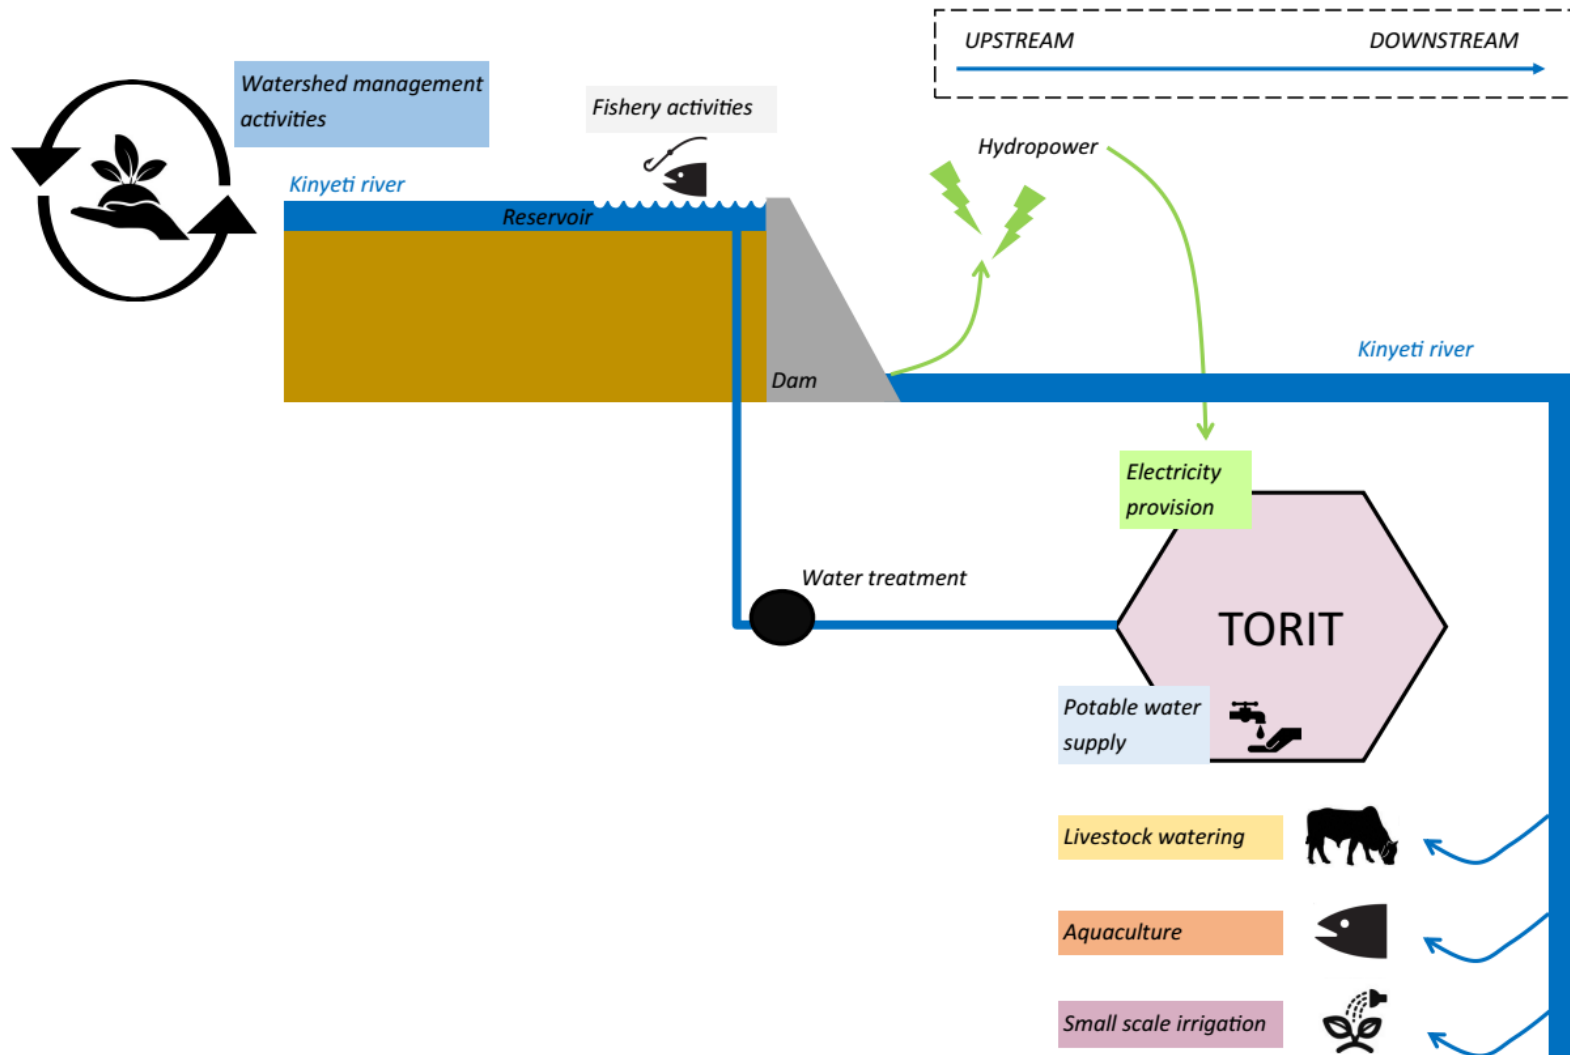 UPSTREAM
DOWNSTREAM
Watershed management
activities
Fishery activities
Hydropower
Kinyeti river
Reservoir
Kinyeti river
Dam
Electricity
provision
Water treatment
TORIT
Potable water
supply
Livestock watering
Aquaculture
Small scale irrigation